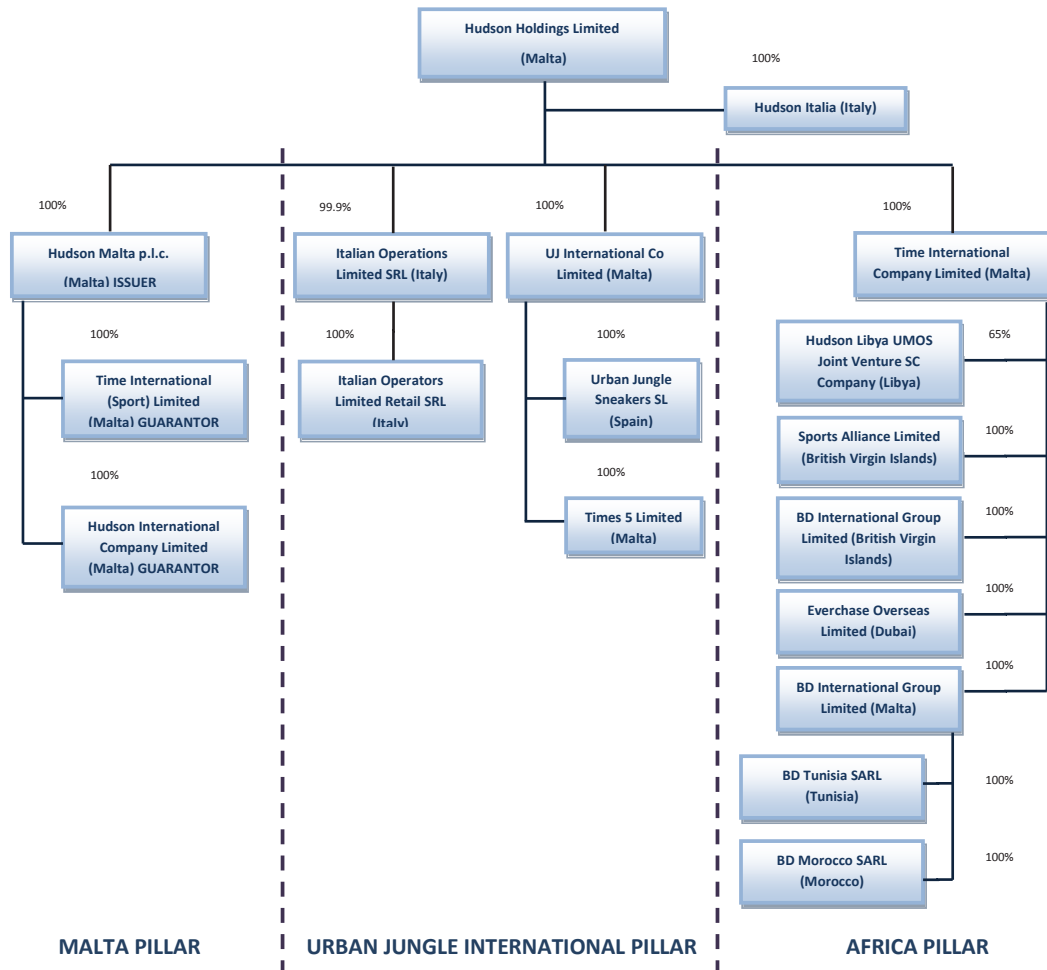 Hudson Holdings Limited
(Malta)
100%
Hudson Italia (Italy)
100%
99.9%
100%
100%
Hudson Malta p.l.c.
(Malta) ISSUER
Italian Operations
Limited SRL (Italy)
UJ International Co
Limited (Malta)
Time International
Company Limited (Malta)
100%
Time International
(Sport) Limited
(Malta) GUARANTOR
100%
Hudson International
Company Limited
(Malta) GUARANTOR
100%
Italian Operators
Limited Retail SRL
(Italy)
100%
Urban Jungle
Sneakers SL
(Spain)
100%
Times 5 Limited
(Malta)
65%
Hudson Libya UMOS
Joint Venture SC
Company (Libya)
100%
Sports Alliance Limited
(British Virgin Islands)
100%
BD International Group
Limited (British Virgin
Islands)
100%
Everchase Overseas
Limited (Dubai)
100%
BD International Group
Limited (Malta)
100%
BD Tunisia SARL
(Tunisia)
100%
BD Morocco SARL
(Morocco)
MALTA PILLAR
URBAN JUNGLE INTERNATIONAL PILLAR
AFRICA PILLAR